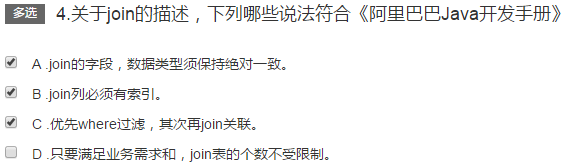 多选 4.关于join的描述，下列哪些说法符合《阿里巴巴Java开发手册》
A .join的字段，数据类型须保持绝对一致。
B .join列必须有索引。
C .优先where过滤，其次再join关联。
D .只要满足业务需求和，join表的个数不受限制。